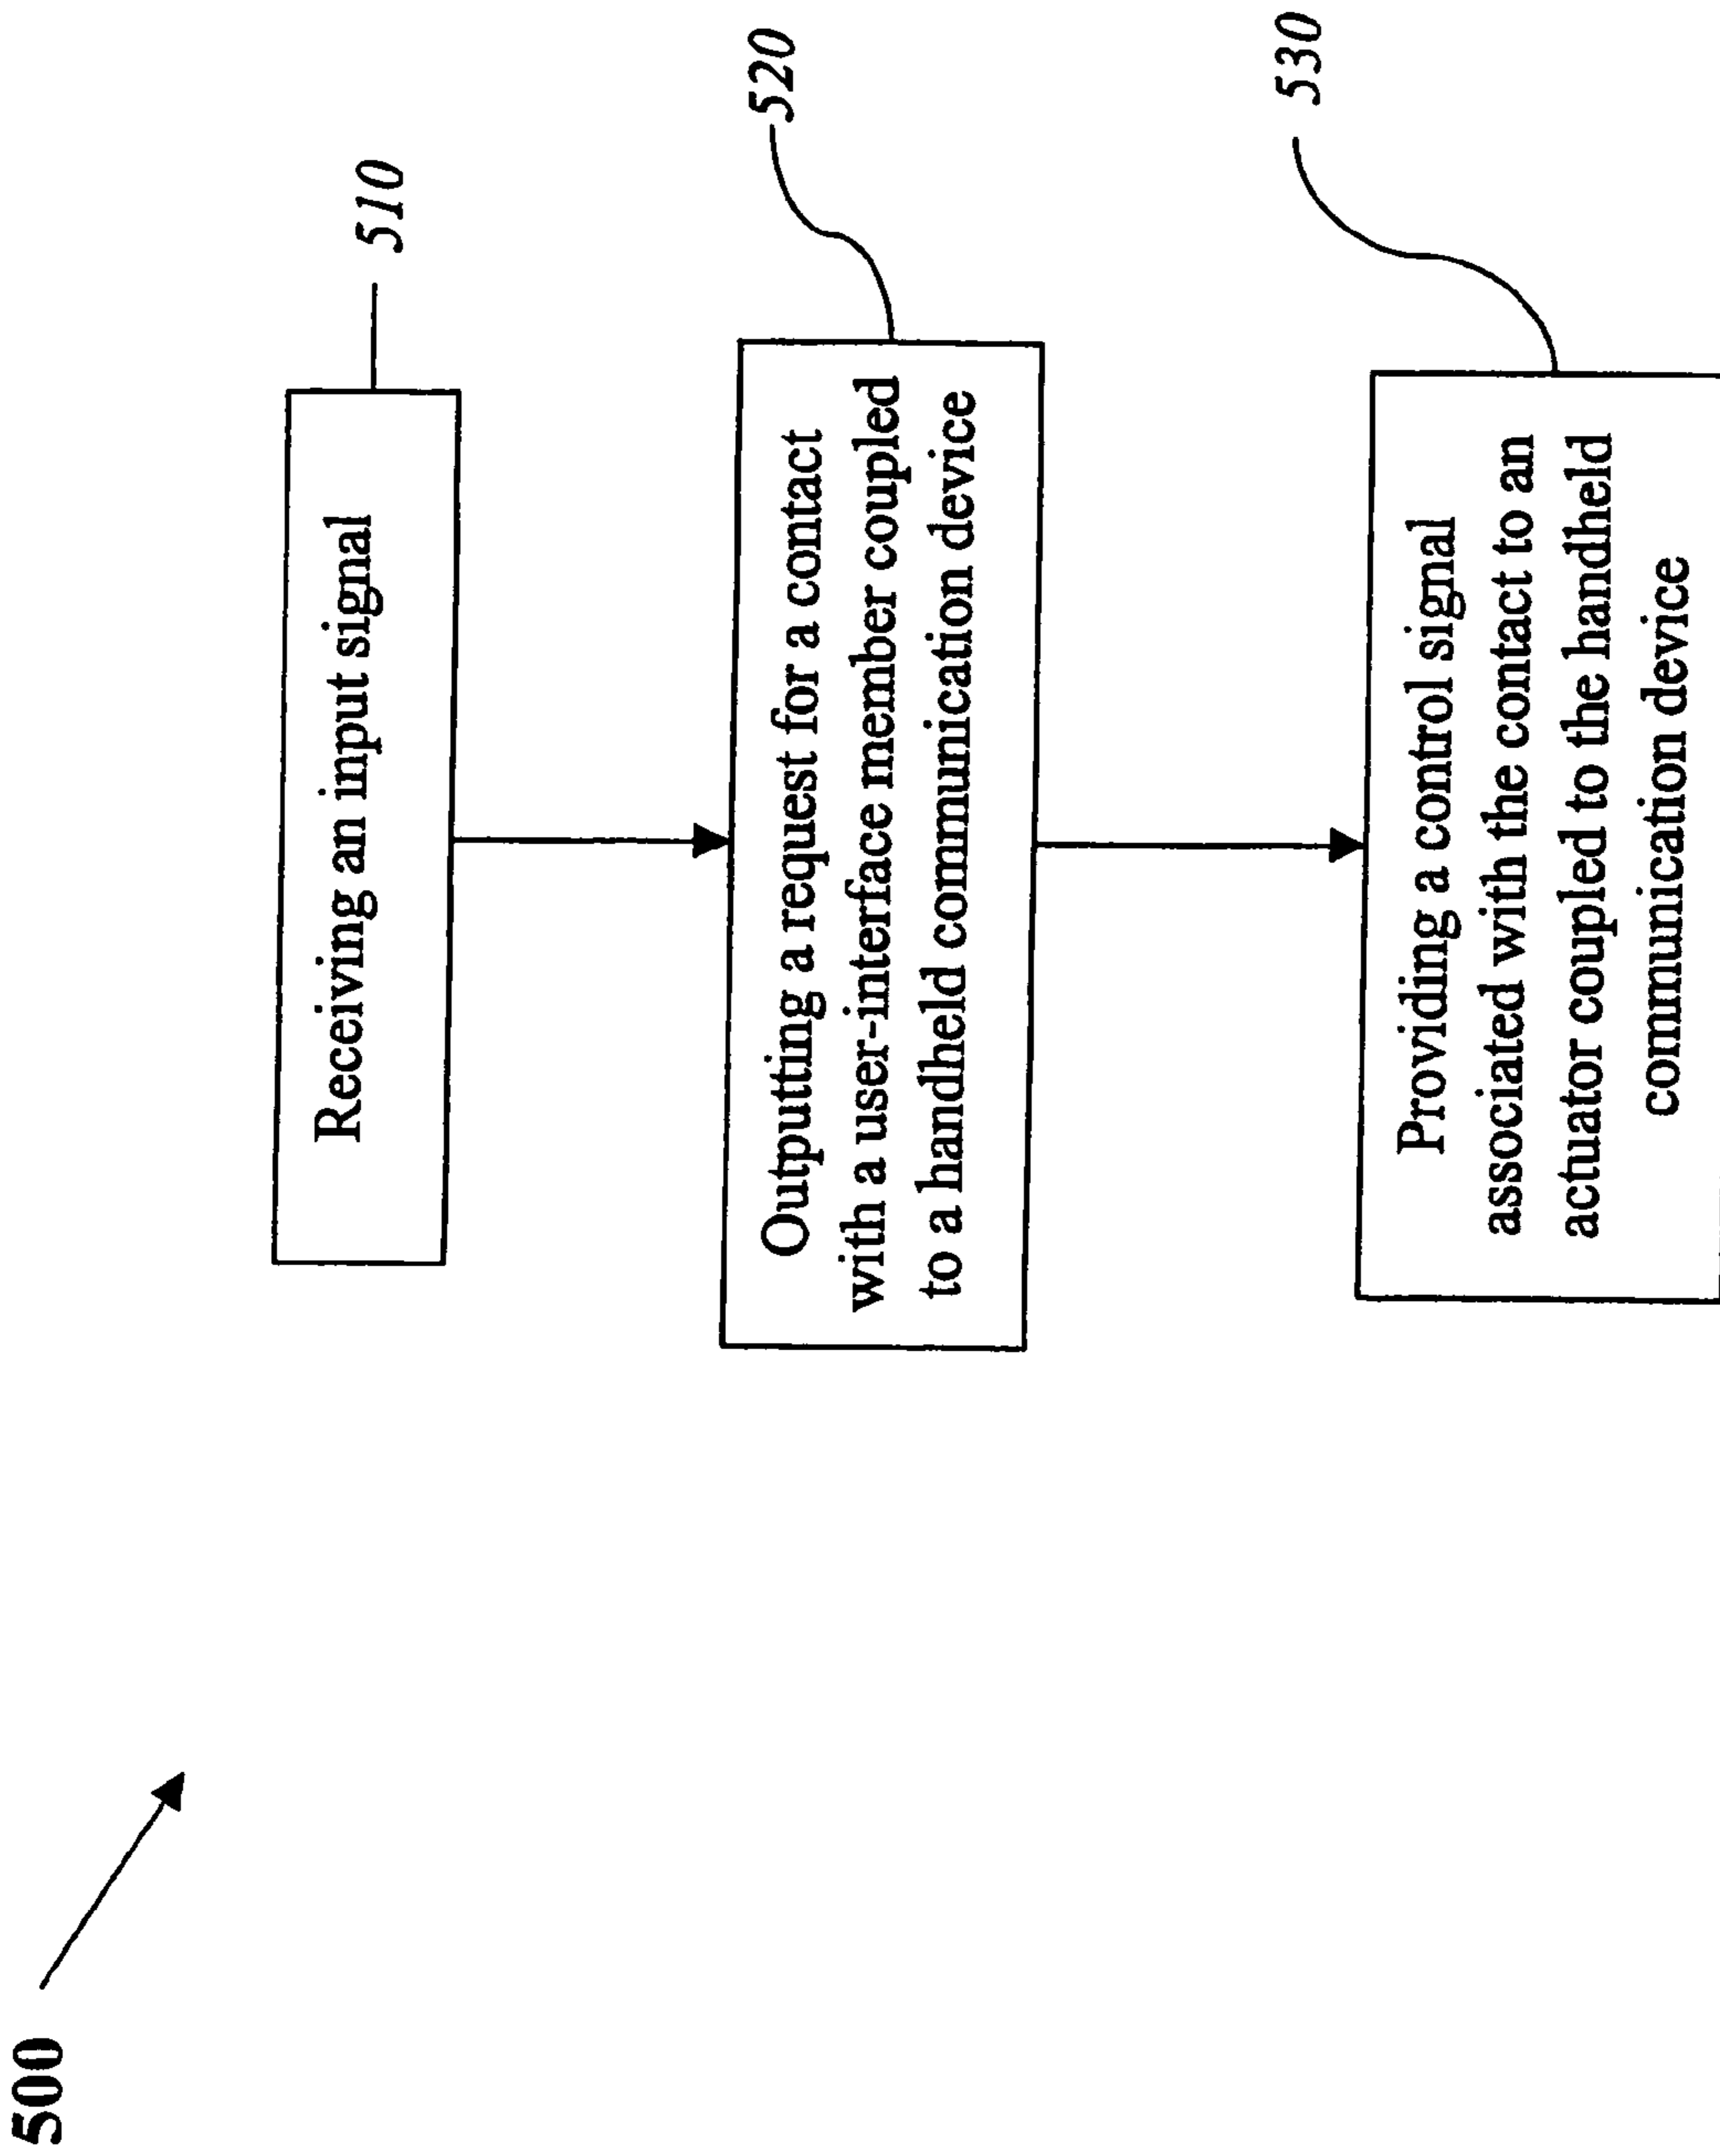 500
Receiving an input signal
510
Outputting a request for a contact
with a user-interface member coupled
to a handheld communication device
520
Providing a control signal
associated with the contact to an
actuator coupled to the handheld
communication device
530